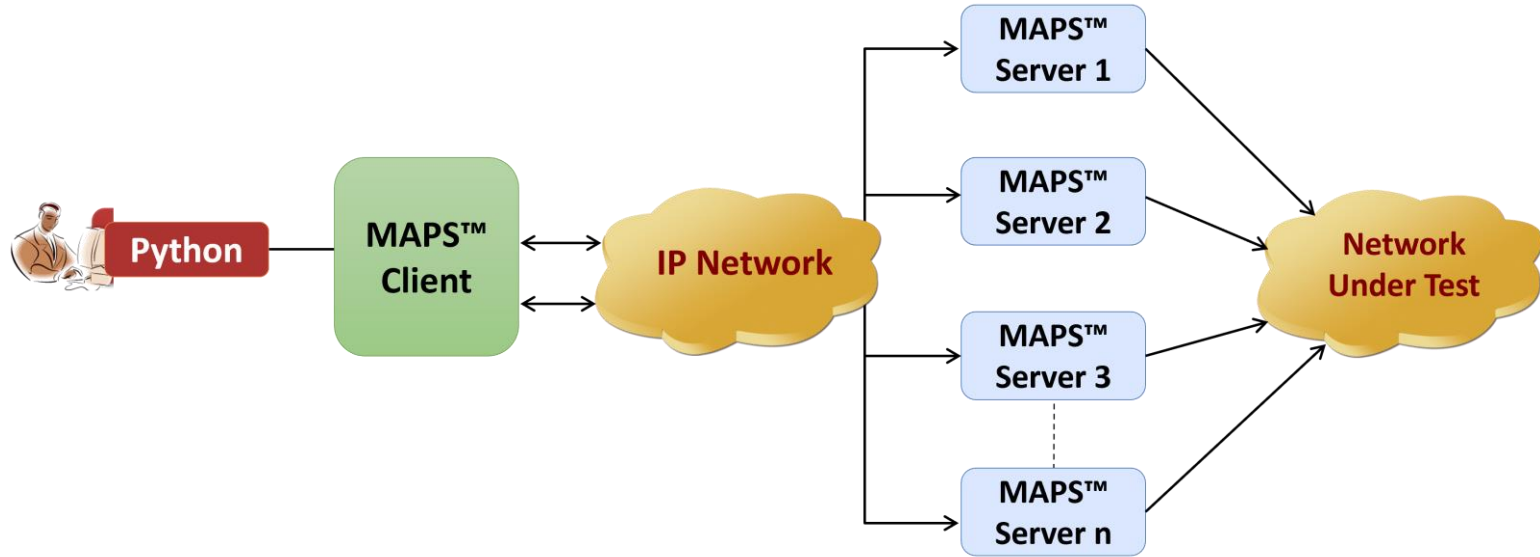 MAPS™
Server 1
MAPS™
Server 2
Python
MAPS™
Client
IP Network
Network
Under Test
MAPS™
Server 3
MAPS™
Server n